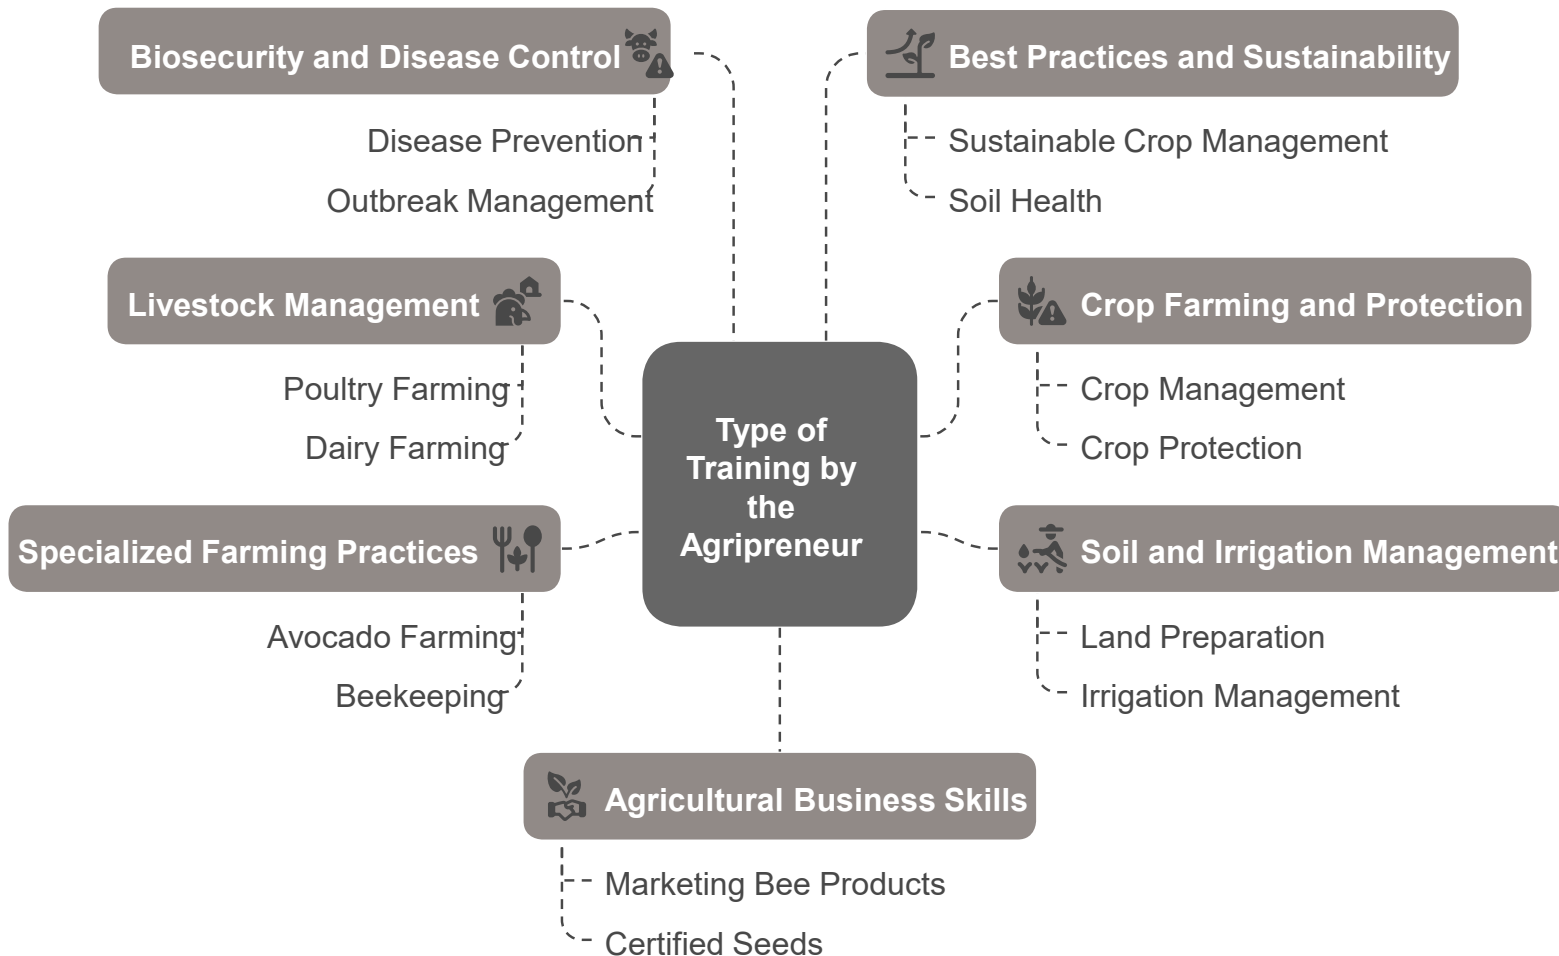 Biosecurity and Disease Control
Disease Prevention
Outbreak Management
Best Practices and Sustainability
Sustainable Crop Management
Soil Health
Livestock Management
Poultry Farming
Dairy Farming
Crop Farming and Protection
Crop Management
Crop Protection
Type of
Training by
the
Agripreneur
Specialized Farming Practices
Avocado Farming
Beekeeping
Soil and Irrigation Management
Land Preparation
Irrigation Management
Agricultural Business Skills
Marketing Bee Products
Certified Seeds